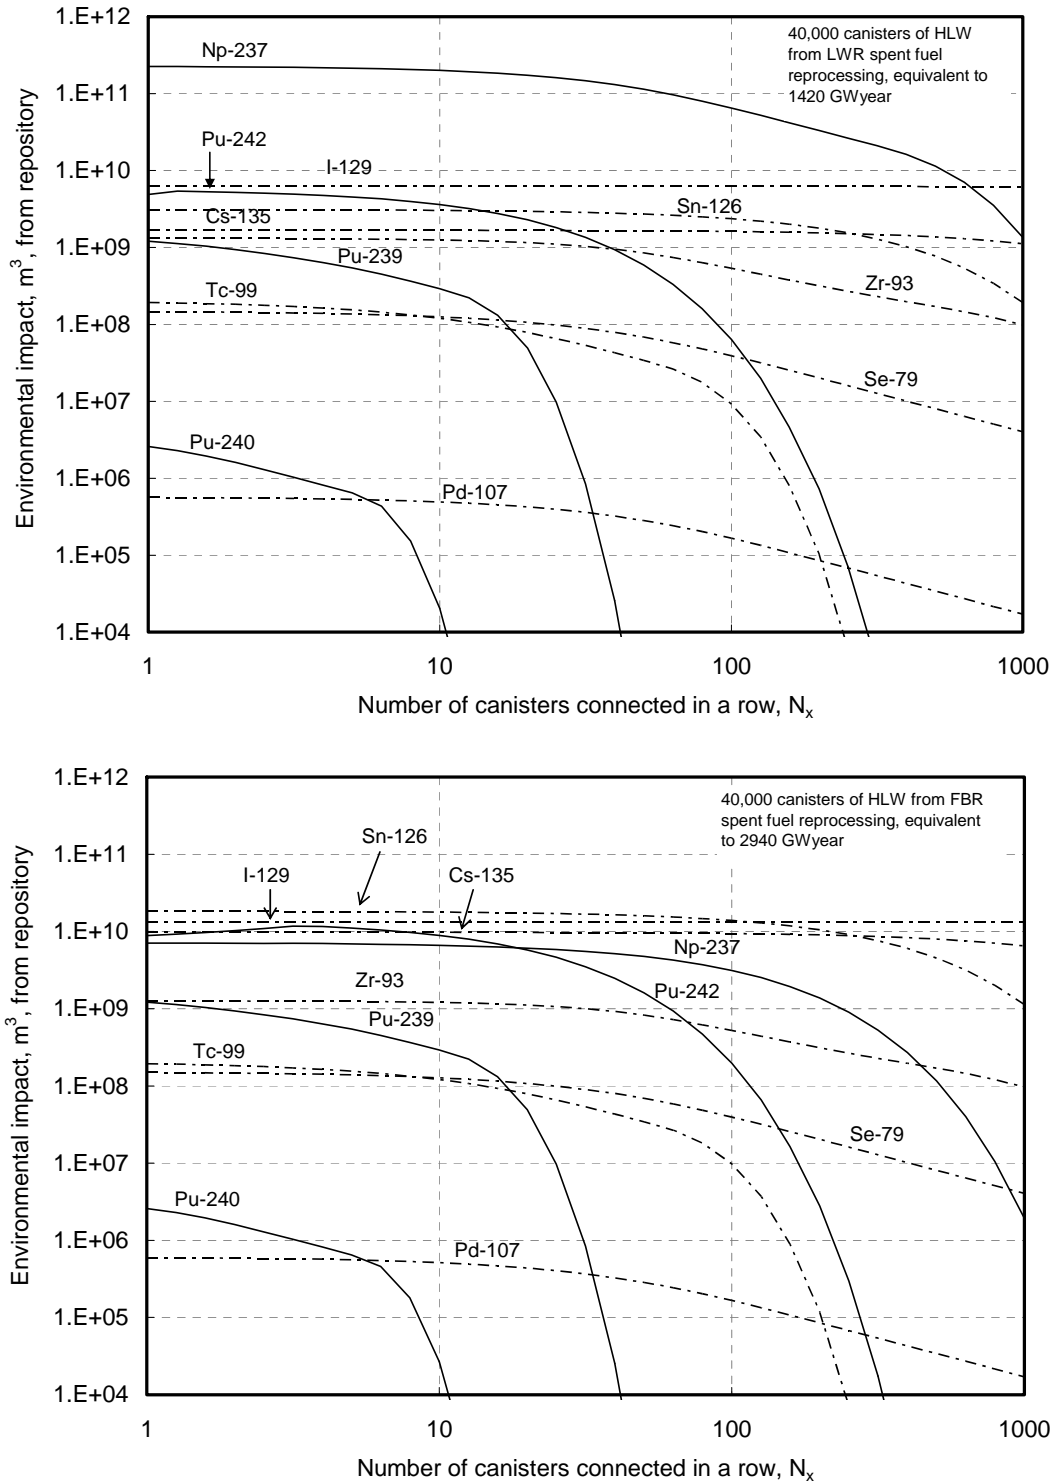 1.E+12
40,000 canisters of HLW
from LWR spent fuel
reprocessing, equivalent to
1420 GWyear
Np-237
1.E+11
Pu-242
I-129
1.E+10
Sn-126
Cs-135
1.E+09
Pu-239
Zr-93
Tc-99
1.E+08
Se-79
1.E+07
Pu-240
1.E+06
Pd-107
1.E+05
1.E+04
Environmental impact, m³, from repository
1 10 100 1000
Number of canisters connected in a row, Nₓ
1.E+12
40,000 canisters of HLW from FBR
spent fuel reprocessing, equivalent
to 2940 GWyear
Sn-126
1.E+11
I-129
Cs-135
1.E+10
Np-237
Zr-93
Pu-242
1.E+09
Pu-239
Tc-99
1.E+08
Se-79
1.E+07
Pu-240
1.E+06
Pd-107
1.E+05
1.E+04
Environmental impact, m³, from repository
1 10 100 1000
Number of canisters connected in a row, Nₓ